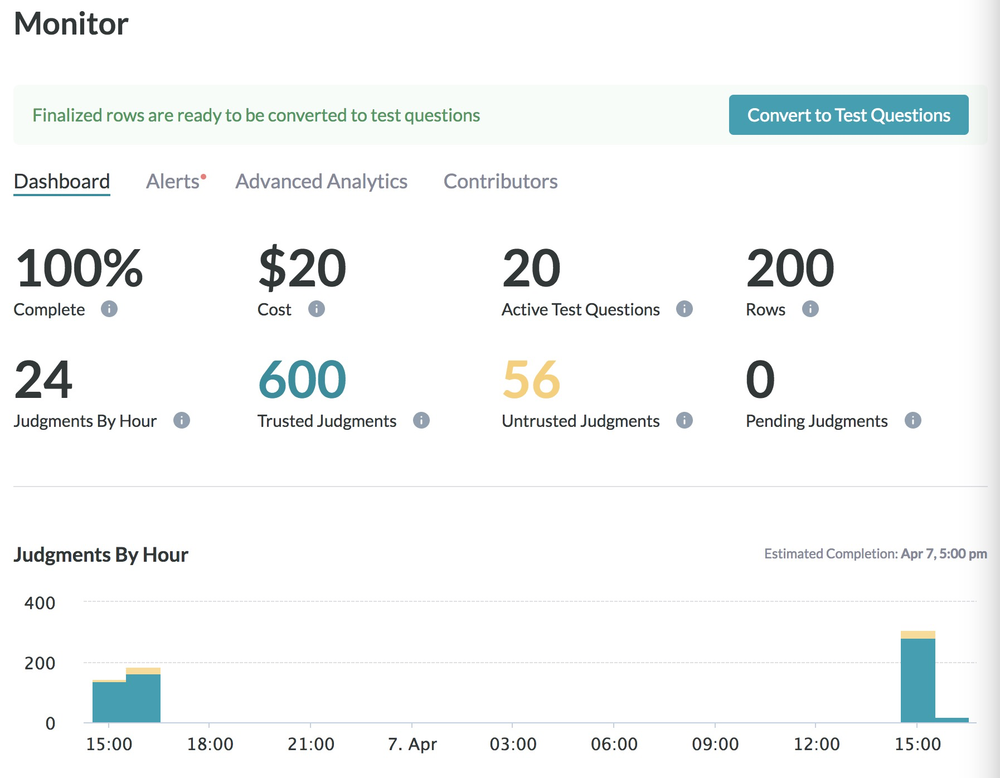 Monitor
Finalized rows are ready to be converted to test questions
Convert to Test Questions
Dashboard Alerts Advanced Analytics Contributors
100% $20 20 200
Complete i Cost i Active Test Questions i Rows i
24 600 56 0
Judgments By Hour i Trusted Judgments i Untrusted Judgments i Pending Judgments i
Judgments By Hour Estimated Completion: Apr 7, 5:00 pm
400
200
0
15:00 18:00 21:00 7. Apr 03:00 06:00 09:00 12:00 15:00